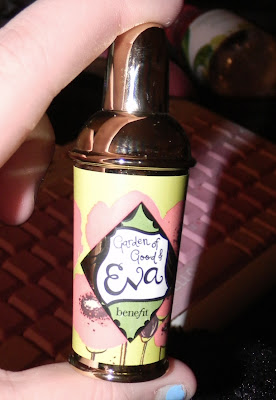 Garden of
Good &
Eva
benefit